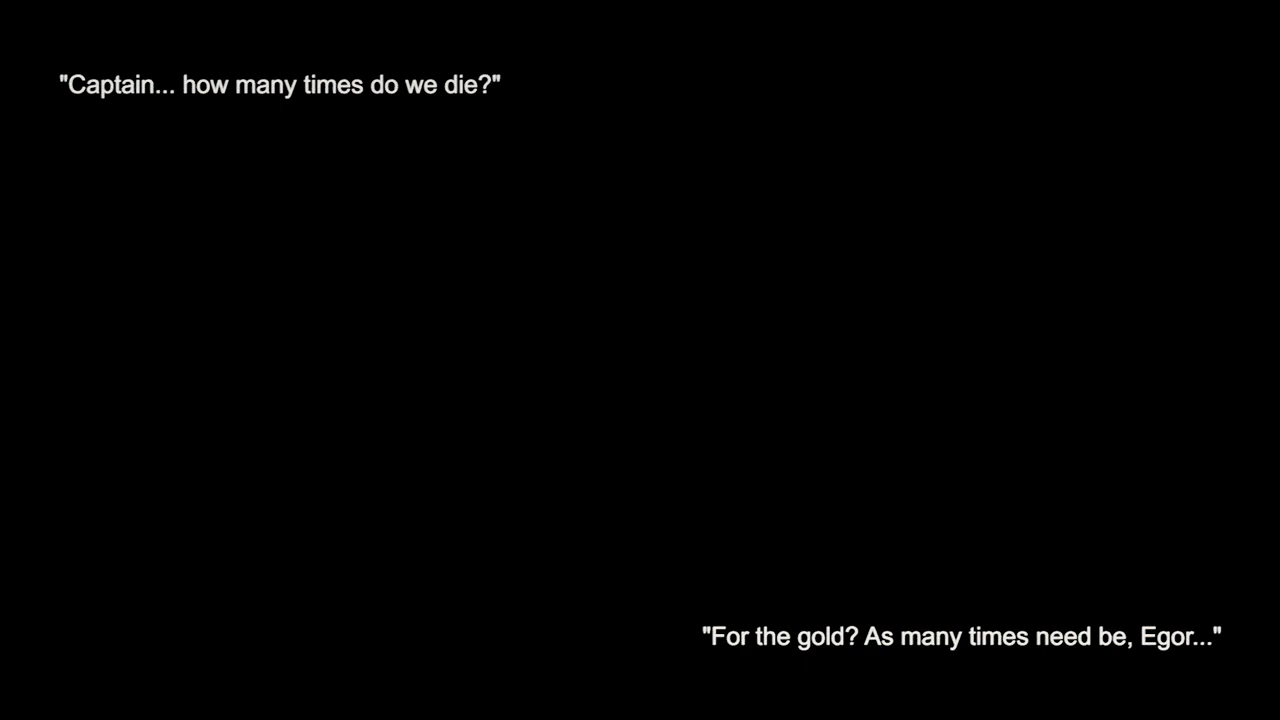 "Captain... how many times do we die?"
"For the gold? As many times need be, Egor..."